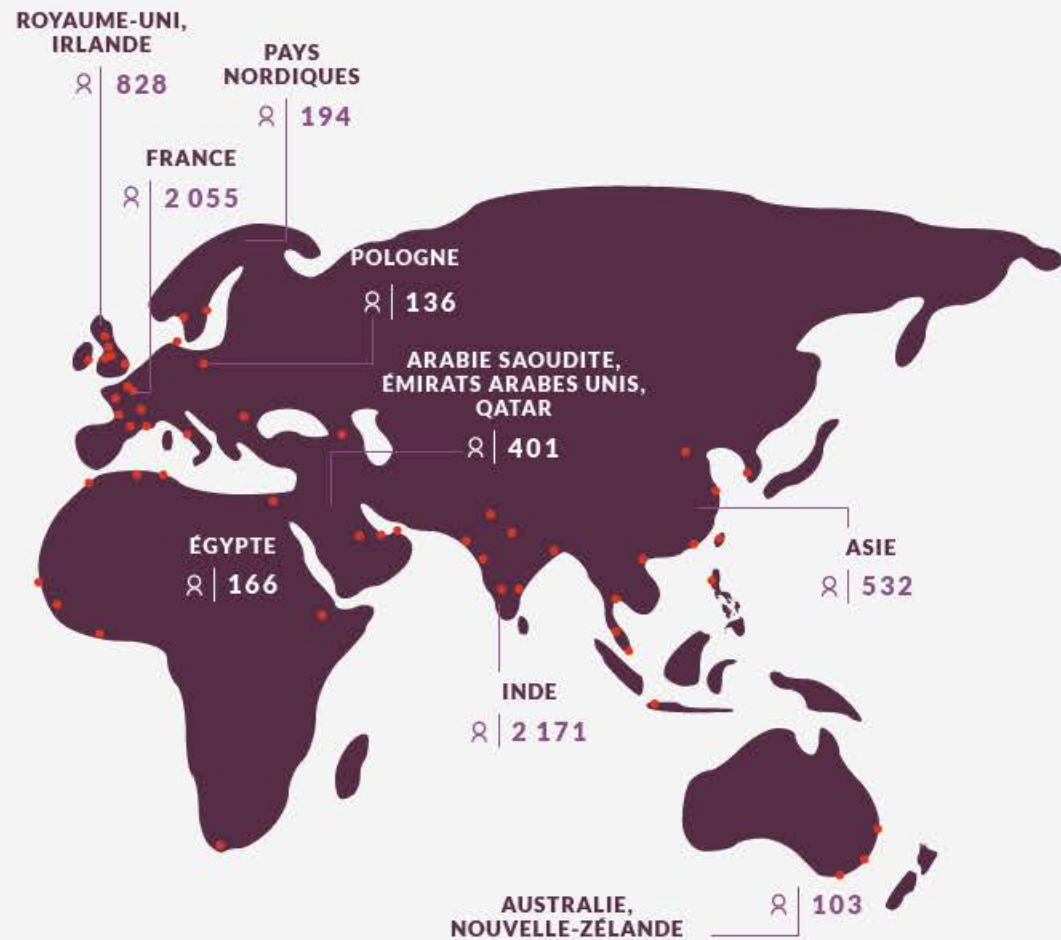 ROYAUME-UNI,
IRLANDE
828
PAYS
NORDIQUES
194
FRANCE
2 055
POLOGNE
136
ARABIE SAOUDITE,
ÉMIRATS ARABES UNIS,
QATAR
401
ÉGYPTE
166
ASIE
532
INDE
2 171
AUSTRALIE,
NOUVELLE-ZÉLANDE
103